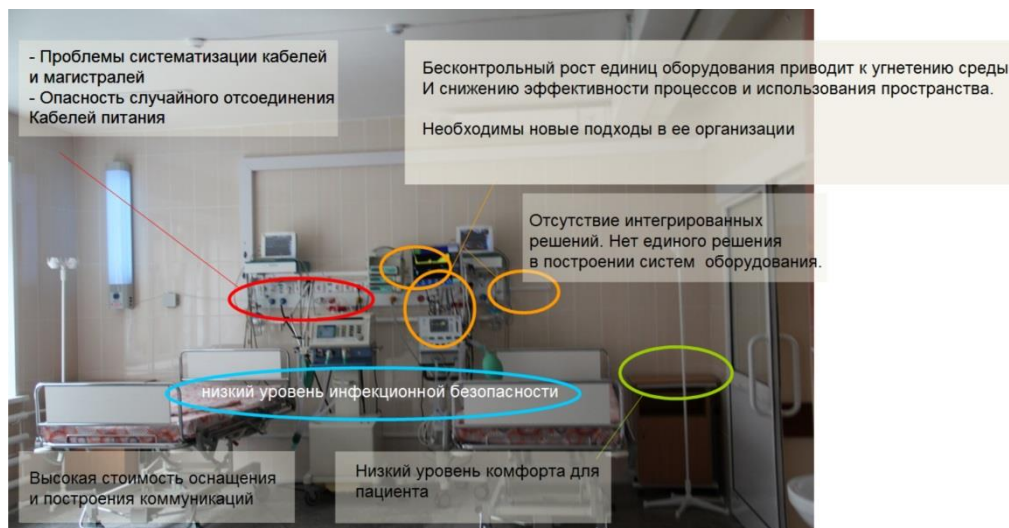 - Проблемы систематизации кабелей
и магистралей
- Опасность случайного отсоединения
Кабелей питания
Бесконтрольный рост единиц оборудования приводит к угнетению среды
И снижению эффективности процессов и использования пространства.
Необходимы новые подходы в ее организации
Отсутствие интегрированных
решений. Нет единого решения
в построении систем оборудования.
низкий уровень инфекционной безопасности
Высокая стоимость оснащения
и построения коммуникаций
Низкий уровень комфорта для
пациента